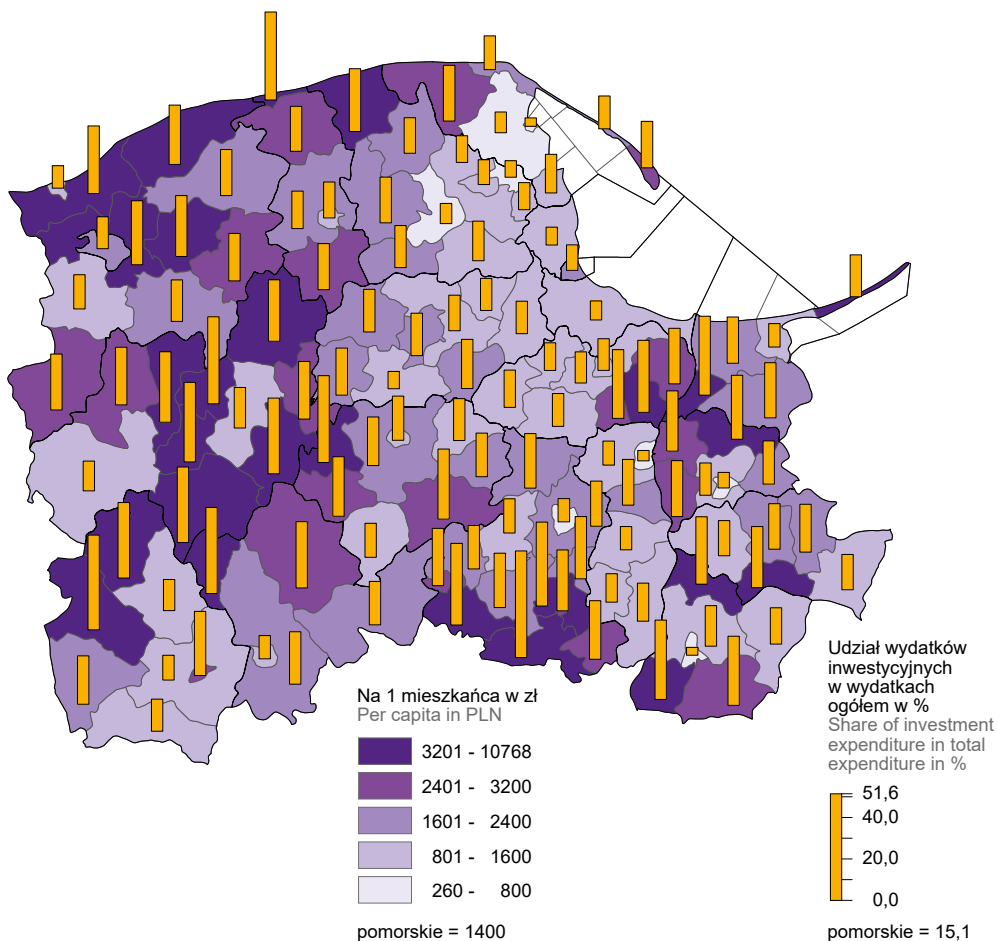 Na 1 mieszkańca w zł
Per capita in PLN
3201 - 10768
2401 - 3200
1601 - 2400
801 - 1600
260 - 800
pomorskie = 1400
Udział wydatków
inwestycyjnych
w wydatkach
ogółem w %
Share of investment
expenditure in total
expenditure in %
51,6
40,0
20,0
0,0
pomorskie = 15,1